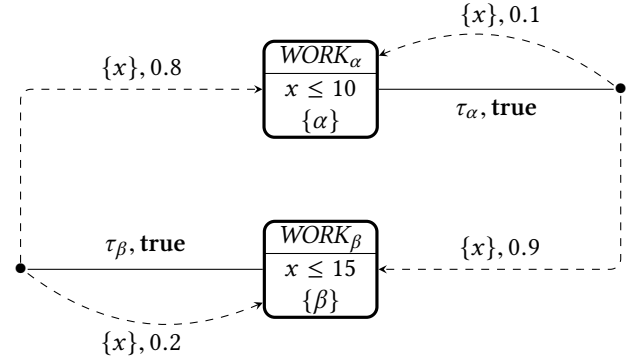 {x}, 0.1
WORKα
{x}, 0.8
x ≤ 10
{α}
τα, true
WORKβ
τβ, true
{x}, 0.9
x ≤ 15
{β}
{x}, 0.2